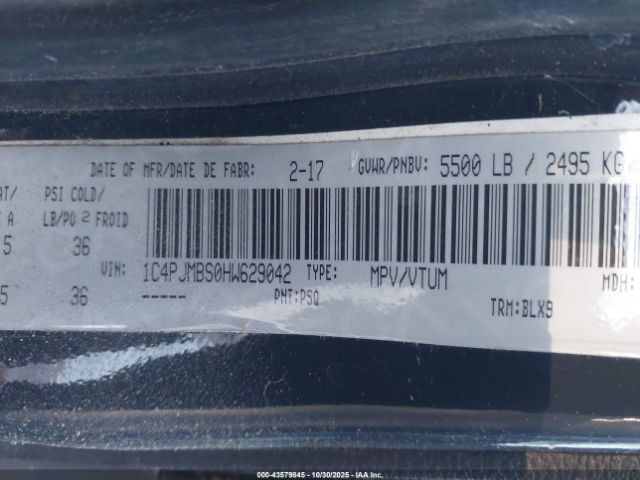 DATE OF MFR/DATE DE FABR: 2-17 GVWR/PNBV: 5500 LB / 2495 KG
PSI COLD/
A LB/PO 2 FROID
5 36
VIN: 1C4PJMBS0HW629042 TYPE: MPV/VTUM MDH:
5 36 ----- PNT:PSQ TRM:BLX9
00-43579845 - 10/30/2025 - IAA Inc.